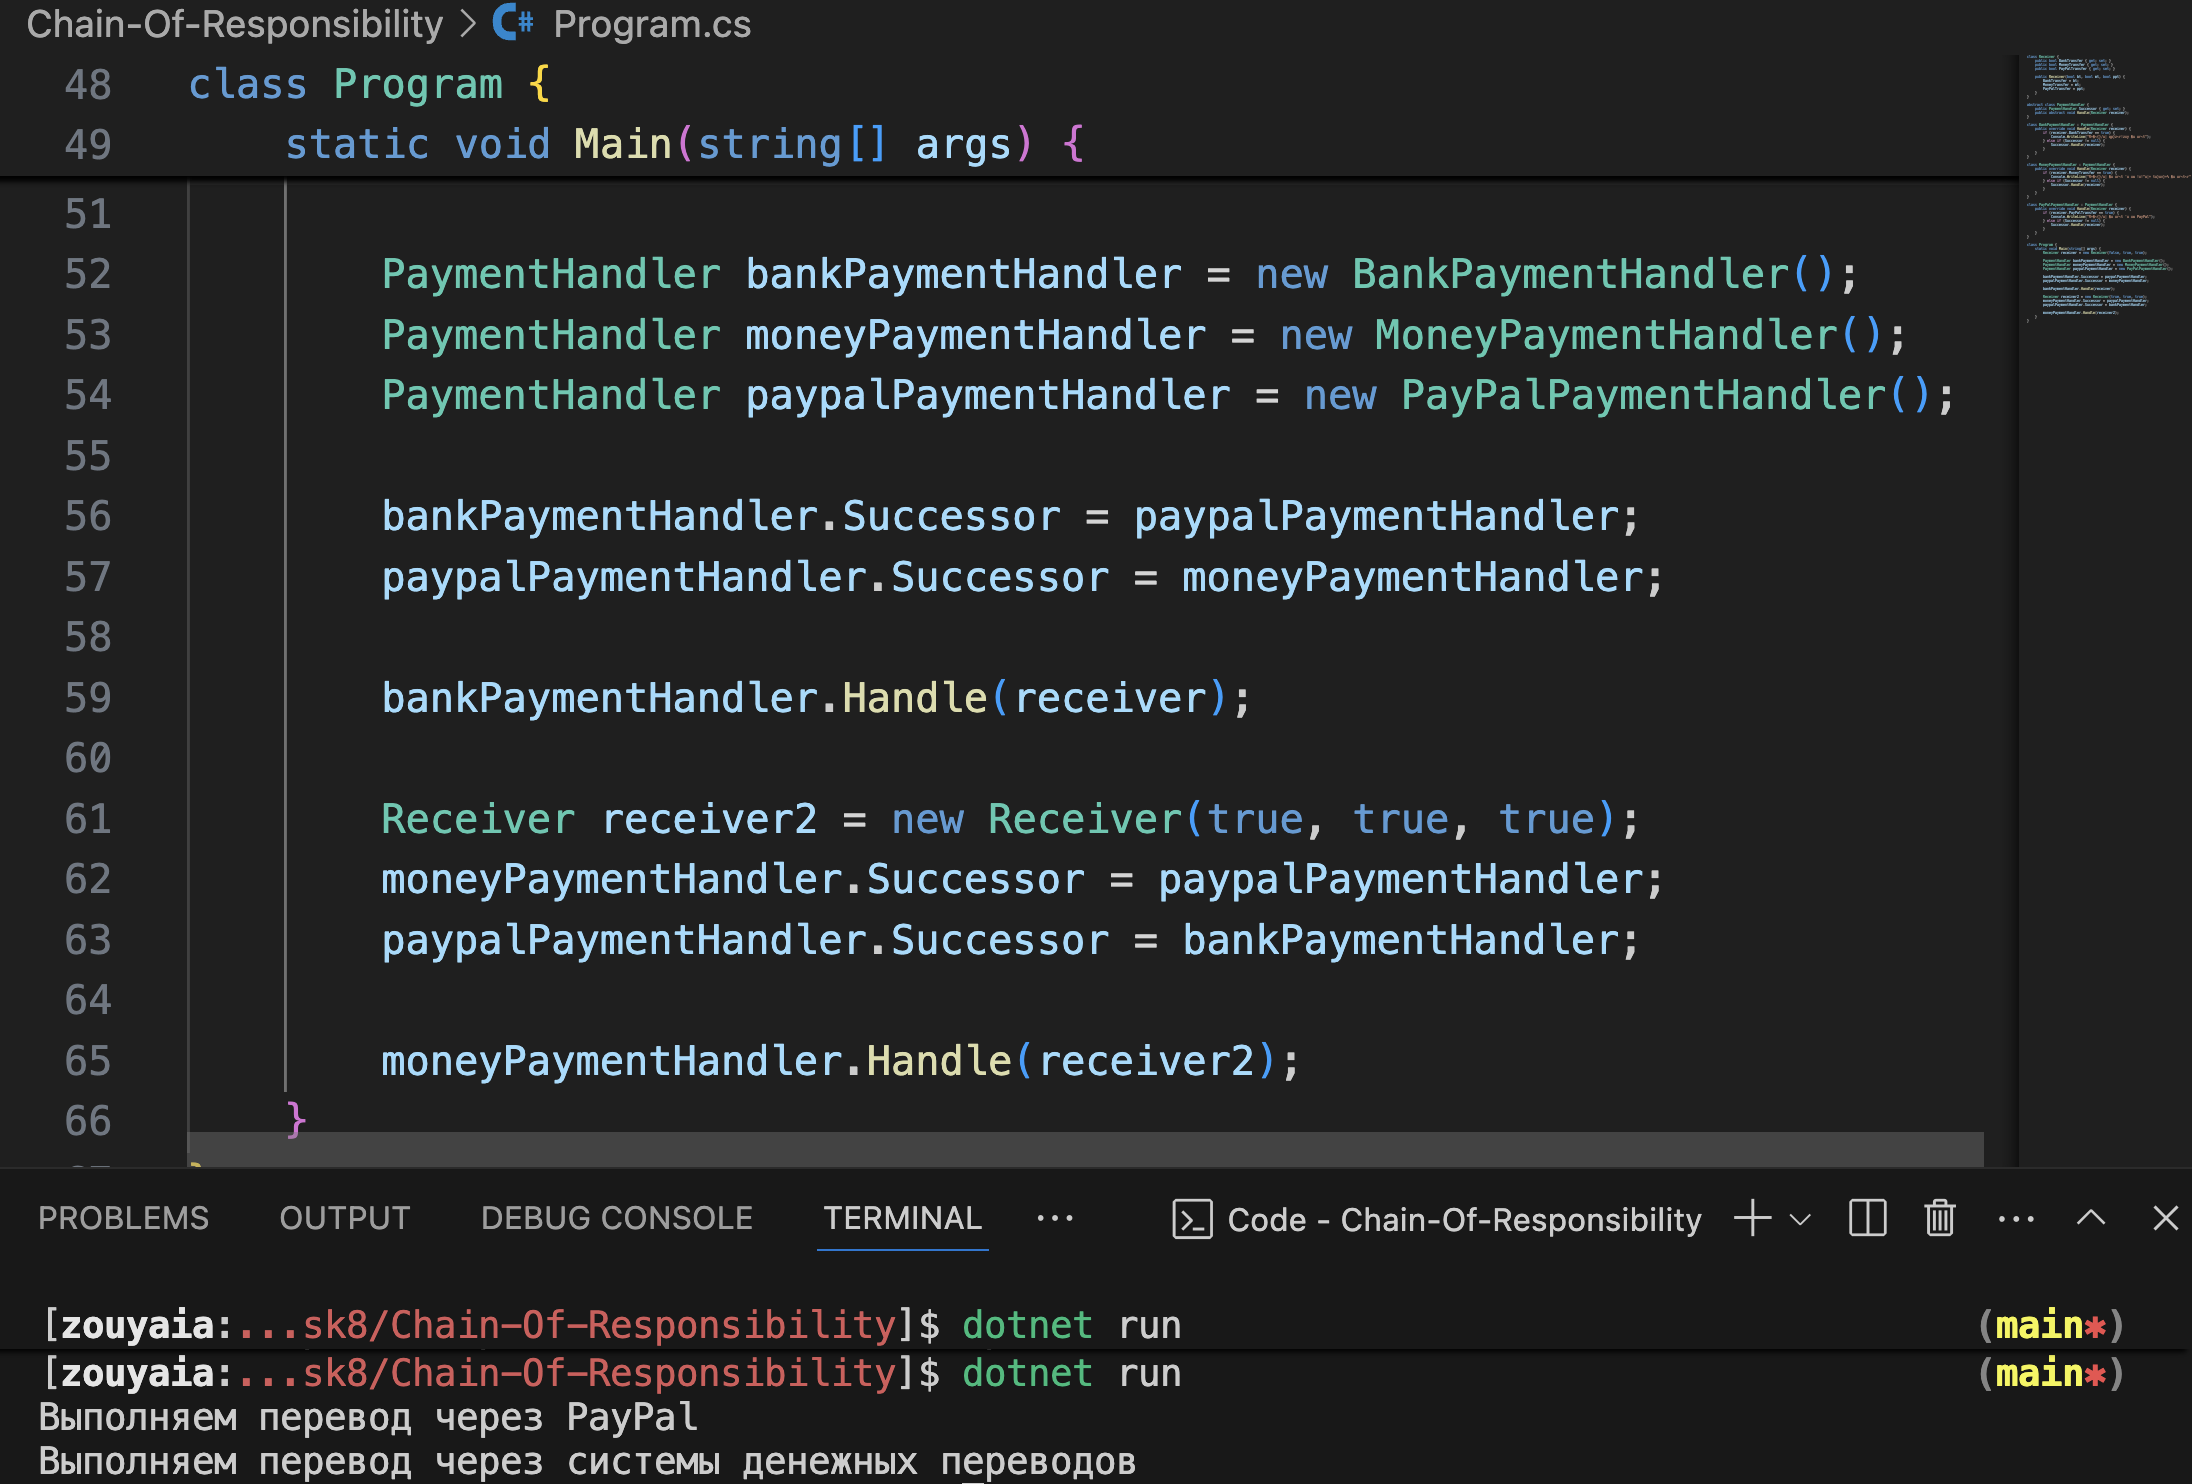 Chain-Of-Responsibility > Program.cs
48 class Program {
49 static void Main(string[] args) {
51
52 PaymentHandler bankPaymentHandler = new BankPaymentHandler();
53 PaymentHandler moneyPaymentHandler = new MoneyPaymentHandler();
54 PaymentHandler paypalPaymentHandler = new PayPalPaymentHandler();
55
56 bankPaymentHandler.Successor = paypalPaymentHandler;
57 paypalPaymentHandler.Successor = moneyPaymentHandler;
58
59 bankPaymentHandler.Handle(receiver);
60
61 Receiver receiver2 = new Receiver(true, true, true);
62 moneyPaymentHandler.Successor = paypalPaymentHandler;
63 paypalPaymentHandler.Successor = bankPaymentHandler;
64
65 moneyPaymentHandler.Handle(receiver2);
66 }
PROBLEMS OUTPUT DEBUG CONSOLE TERMINAL ··· Code - Chain-Of-Responsibility
[zouyaia:...sk8/Chain-Of-Responsibility]$ dotnet run (main*)
[zouyaia:...sk8/Chain-Of-Responsibility]$ dotnet run (main*)
Выполняем перевод через PayPal
Выполняем перевод через системы денежных переводов